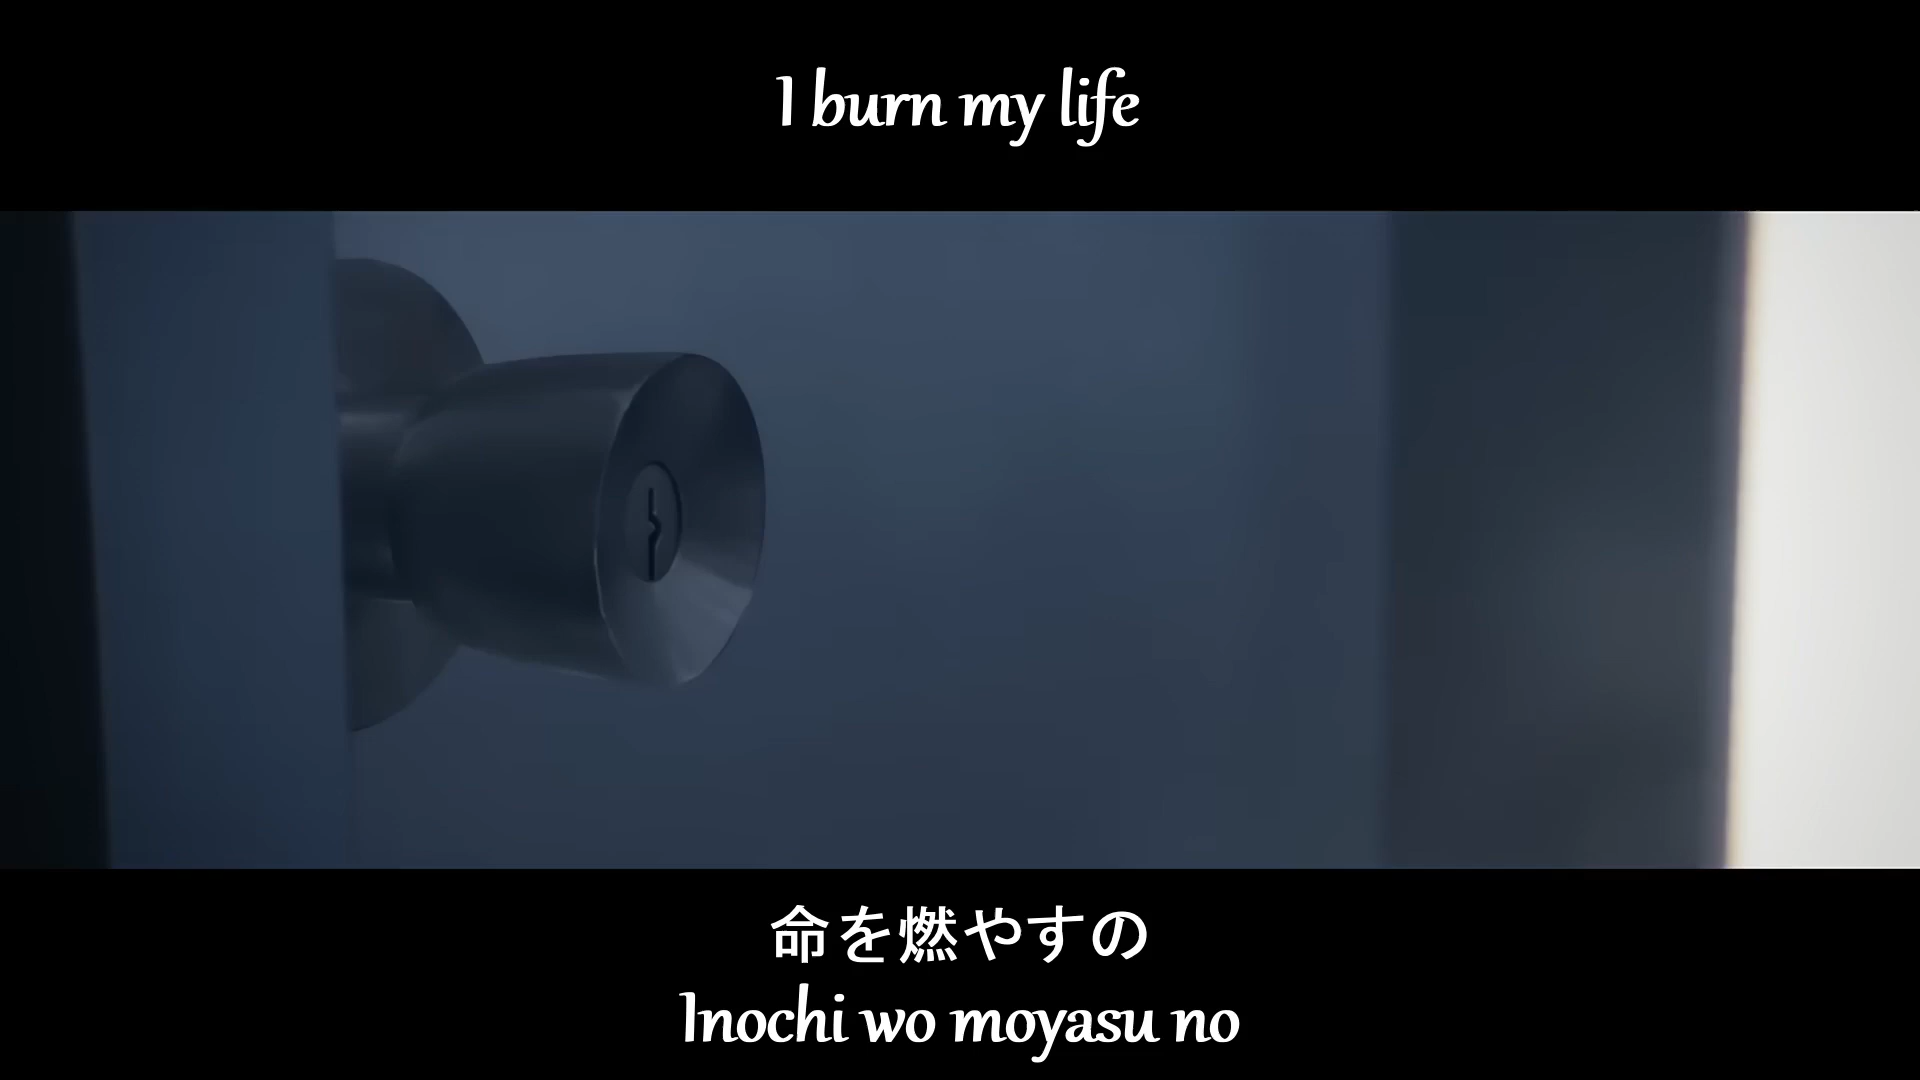 I burn my life
命を燃やすの
Inochi wo moyasu no